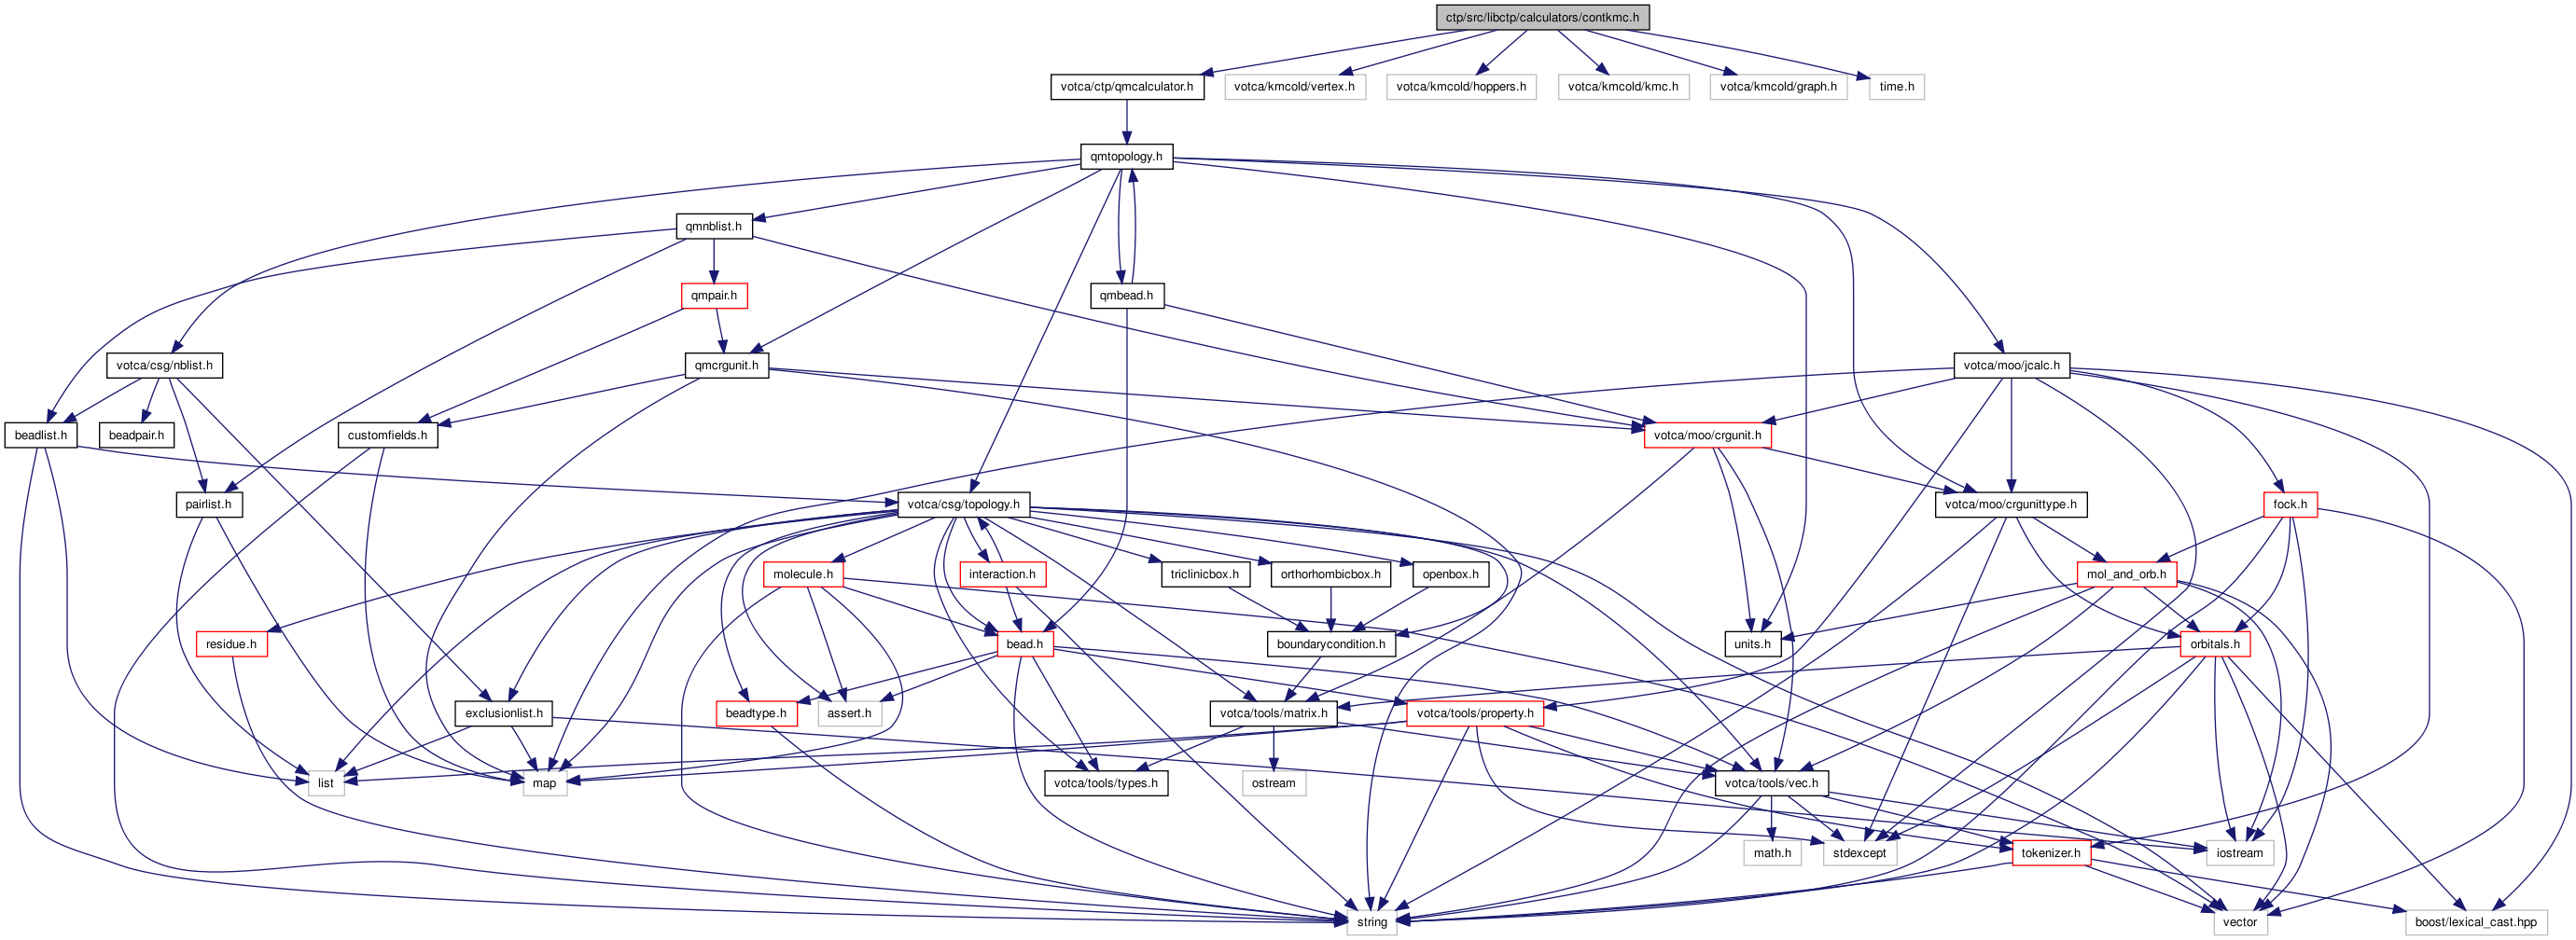 ctp/src/libctp/calculators/contkmc.h
votca/ctp/qmcalculator.h
votca/kmcold/vertex.h
votca/kmcold/hoppers.h
votca/kmcold/kmc.h
votca/kmcold/graph.h
time.h
qmtopology.h
qmnblist.h
qmpair.h
qmbead.h
votca/csg/nblist.h
qmcrgunit.h
votca/moo/jcalc.h
beadlist.h
beadpair.h
customfields.h
votca/moo/crgunit.h
pairlist.h
votca/csg/topology.h
votca/moo/crgunittype.h
fock.h
molecule.h
interaction.h
triclinicbox.h
orthorhombicbox.h
openbox.h
mol_and_orb.h
residue.h
bead.h
boundarycondition.h
units.h
orbitals.h
exclusionlist.h
beadtype.h
assert.h
votca/tools/matrix.h
votca/tools/property.h
list
map
votca/tools/types.h
ostream
votca/tools/vec.h
math.h
stdexcept
tokenizer.h
iostream
string
vector
boost/lexical_cast.hpp